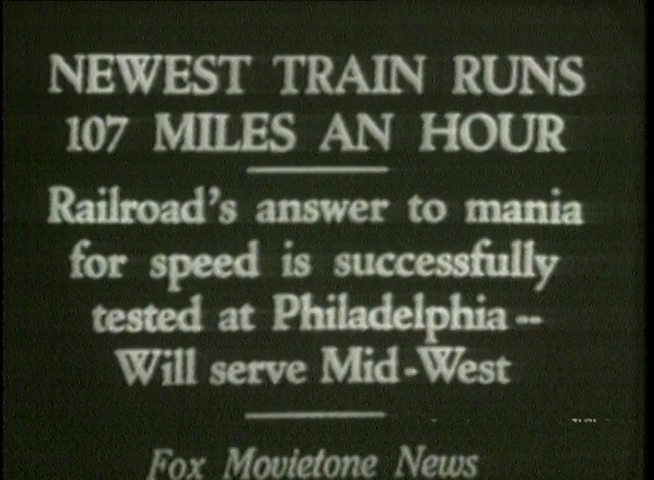 NEWEST TRAIN RUNS
107 MILES AN HOUR
Railroad's answer to mania
for speed is successfully
tested at Philadelphia --
Will serve Mid-West
Fox Movietone News